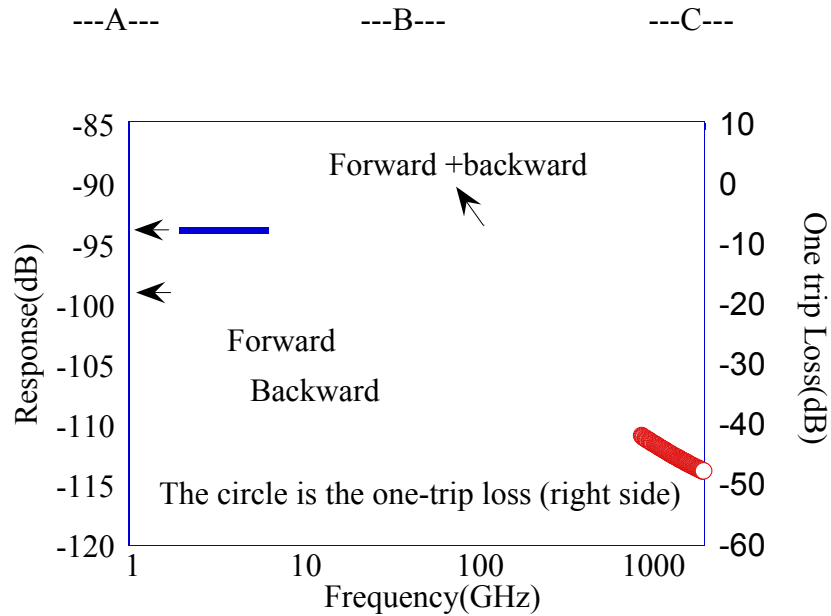 ---A---
---B---
---C---
-85
-90
-95
-100
-105
-110
-115
-120
Response(dB)
Forward +backward
Forward
Backward
The circle is the one-trip loss (right side)
10
0
-10
-20
-30
-40
-50
-60
One trip Loss(dB)
1
10
100
1000
Frequency(GHz)